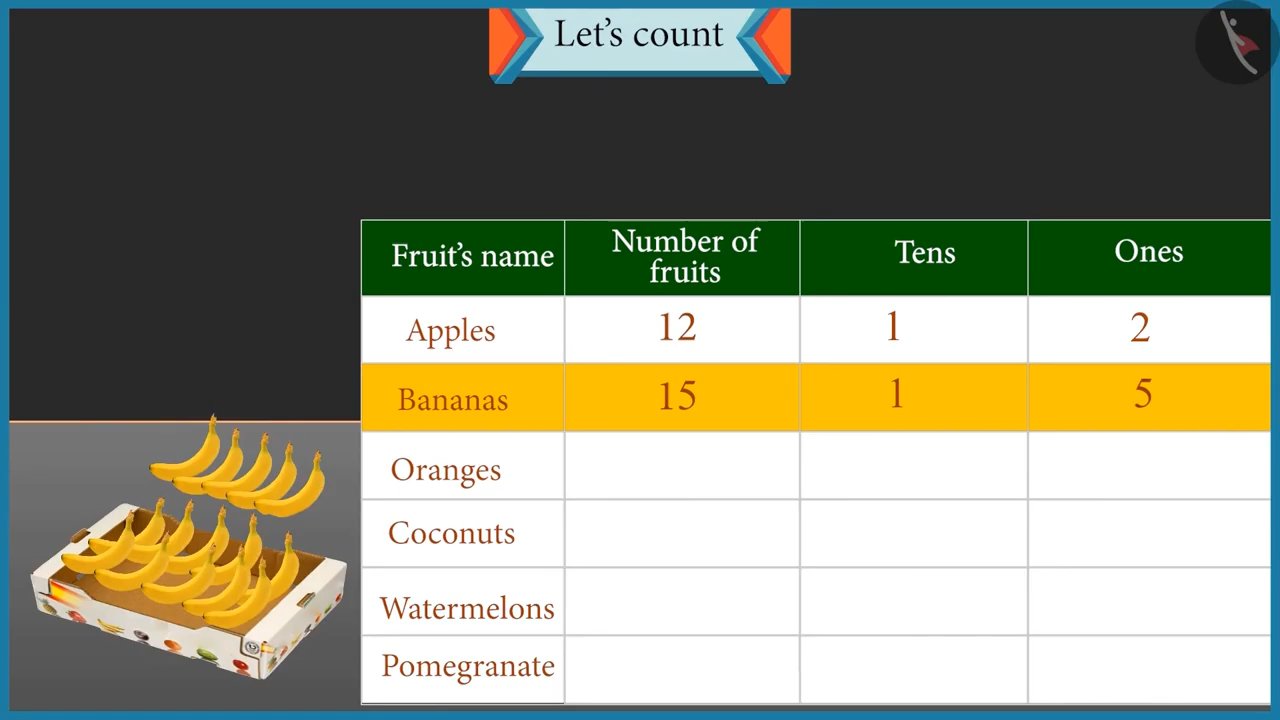 Let's count
Fruit's name Number of fruits Tens Ones
Apples 12 1 2
Bananas 15 1 5
Oranges
Coconuts
Watermelons
Pomegranate